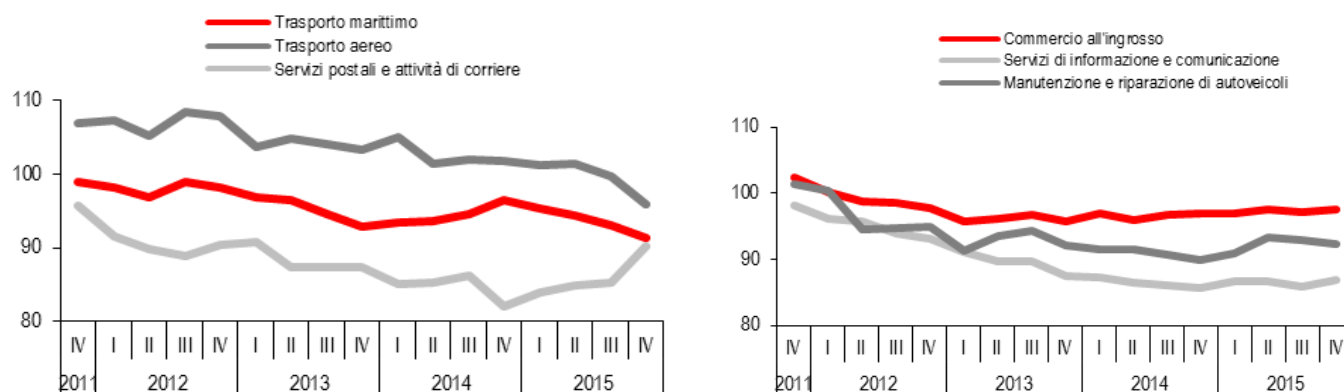 Trasporto marittimo
Trasporto aereo
Servizi postali e attività di corriere
110
100
90
80
IV I II III IV I II III IV I II III IV I II III IV
2011 2012 2013 2014 2015
Commercio all'ingrosso
Servizi di informazione e comunicazione
Manutenzione e riparazione di autoveicoli
110
100
90
80
IV I II III IV I II III IV I II III IV I II III IV
2011 2012 2013 2014 2015